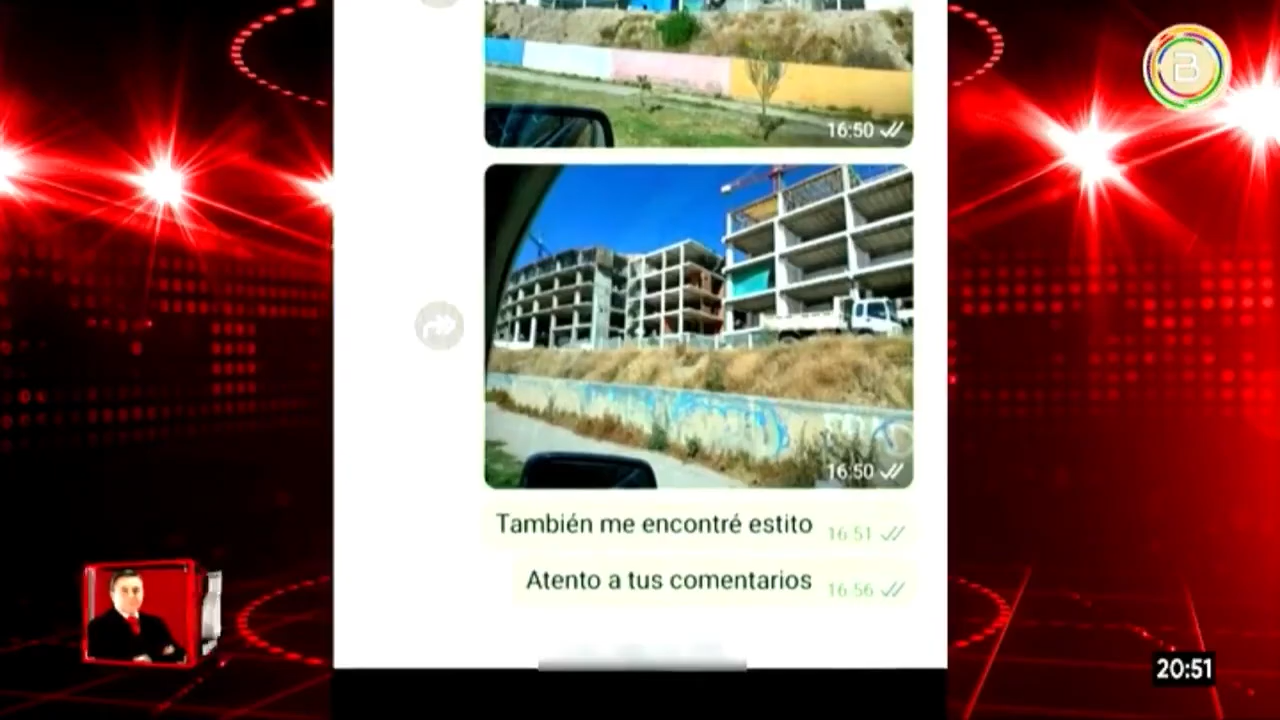 B
16:50
16:50
También me encontré estito 16:51
Atento a tus comentarios 16:56
20:51